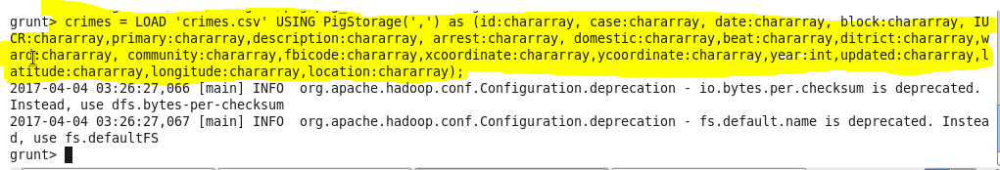 grunt> crimes = LOAD 'crimes.csv' USING PigStorage(',') as (id:chararray, case:chararray, date:chararray, block:chararray, IU
CR:chararray,primary:chararray,description:chararray, arrest:chararray, domestic:chararray,beat:chararray,ditrict:chararray,w
ard:chararray, community:chararray,fbicode:chararray,xcoordinate:chararray,ycoordinate:chararray,year:int,updated:chararray,l
atitude:chararray,longitude:chararray,location:chararray);
2017-04-04 03:26:27,066 [main] INFO  org.apache.hadoop.conf.Configuration.deprecation - io.bytes.per.checksum is deprecated.
Instead, use dfs.bytes-per-checksum
2017-04-04 03:26:27,067 [main] INFO  org.apache.hadoop.conf.Configuration.deprecation - fs.default.name is deprecated. Instea
d, use fs.defaultFS
grunt>